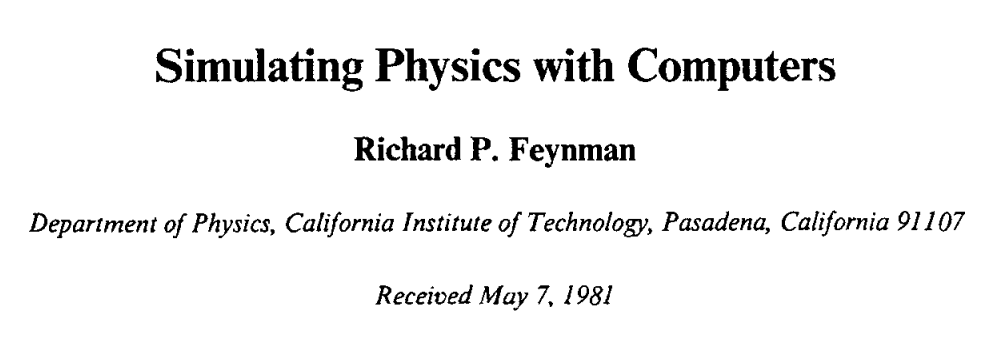 Simulating Physics with Computers
Richard P. Feynman
Department of Physics, California Institute of Technology, Pasadena, California 91107
Received May 7, 1981